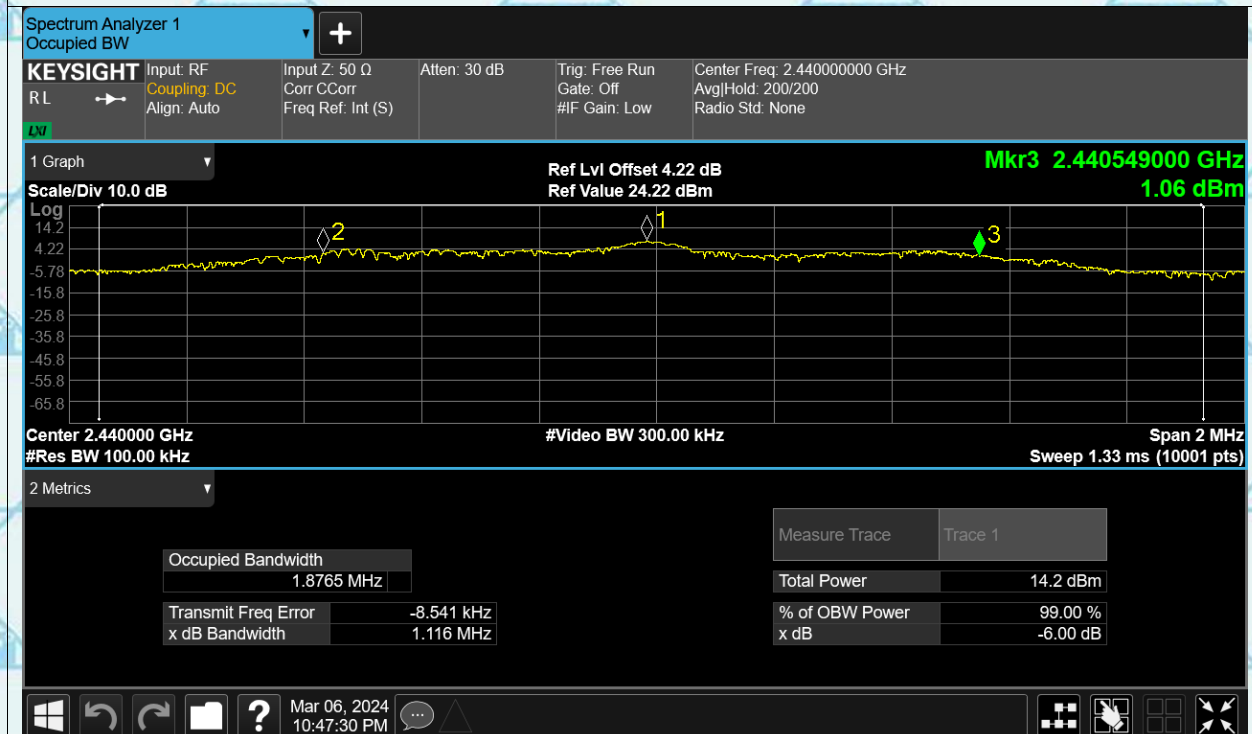 Spectrum Analyzer 1
Occupied BW
+
KEYSIGHT
RL
LXI
Input: RF
Coupling: DC
Align: Auto
Input Z: 50 Ω
Corr CCorr
Freq Ref: Int (S)
Atten: 30 dB
Trig: Free Run
Gate: Off
#IF Gain: Low
Center Freq: 2.440000000 GHz
Avg|Hold: 200/200
Radio Std: None
1 Graph
Scale/Div 10.0 dB
Ref Lvl Offset 4.22 dB
Ref Value 24.22 dBm
Mkr3 2.440549000 GHz
1.06 dBm
Log
14.2
4.22
-5.78
-15.8
-25.8
-35.8
-45.8
-55.8
-65.8
2
1
3
Center 2.440000 GHz
#Video BW 300.00 kHz
Span 2 MHz
#Res BW 100.00 kHz
Sweep 1.33 ms (10001 pts)
2 Metrics
Occupied Bandwidth
1.8765 MHz
Transmit Freq Error -8.541 kHz
x dB Bandwidth 1.116 MHz
Measure Trace Trace 1
Total Power 14.2 dBm
% of OBW Power 99.00 %
x dB -6.00 dB
?
Mar 06, 2024
10:47:30 PM